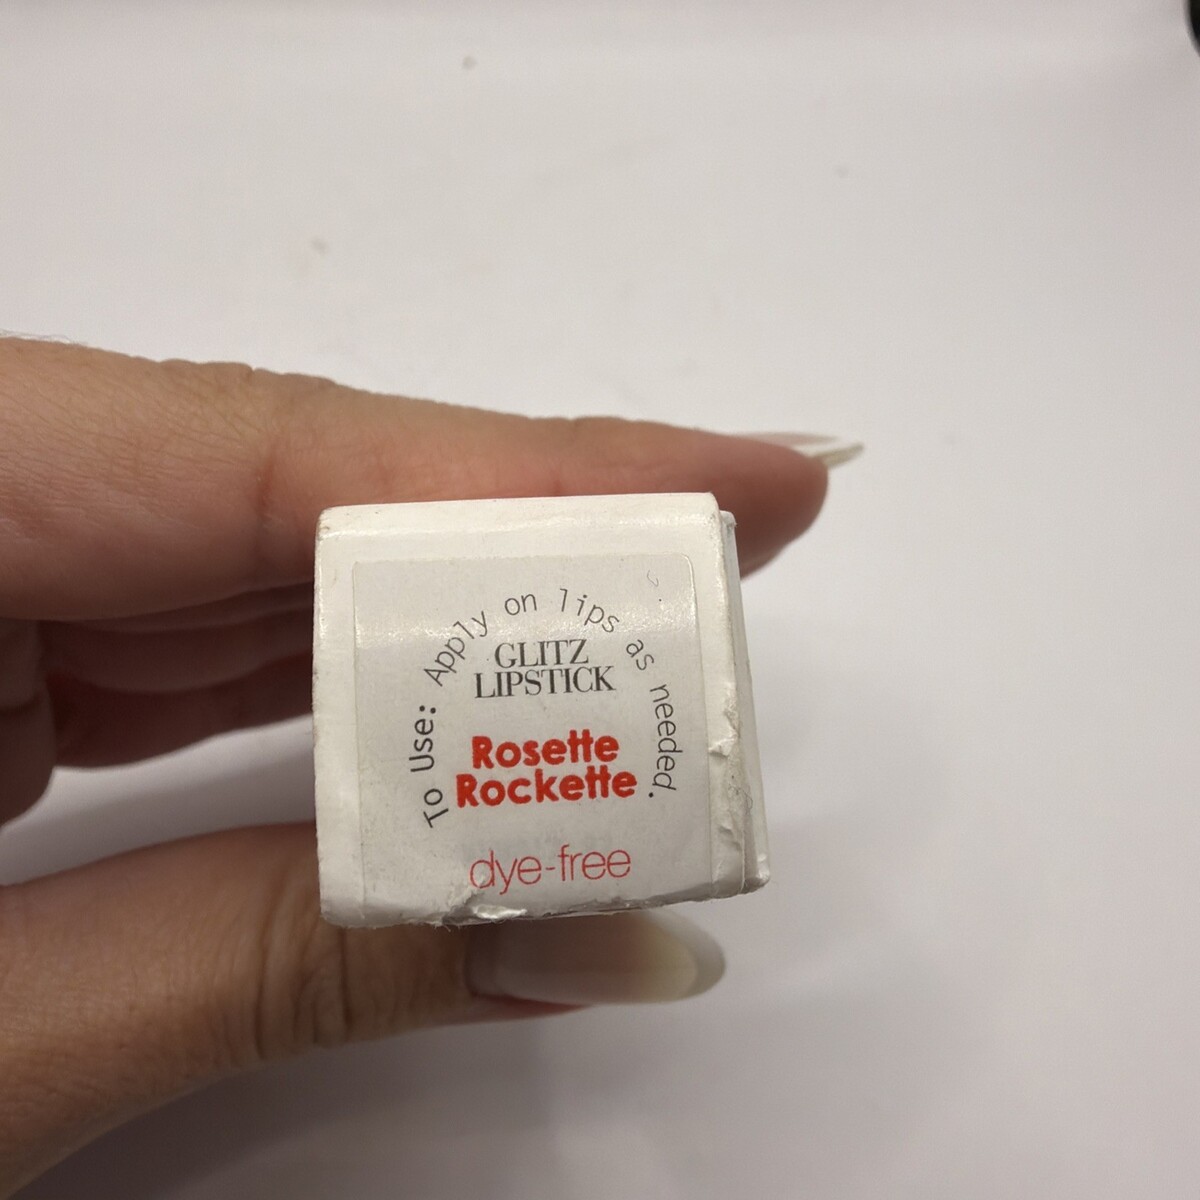 To Use: Apply on lips as needed.
GLITZ
LIPSTICK
Rosette
Rockette
dye-free